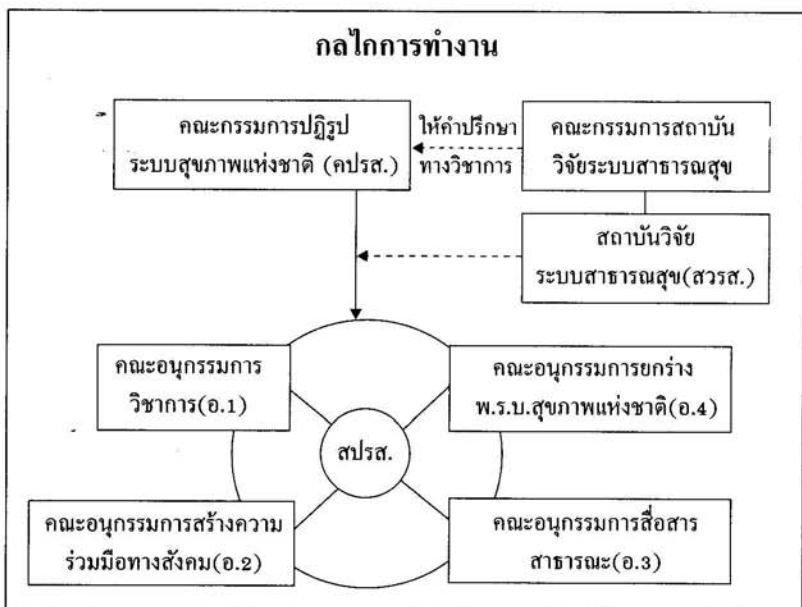 กลไกการทำงาน
คณะกรรมการปฏิรูป
ระบบสุขภาพแห่งชาติ (คปรส.)
ให้คำปรึกษา
ทางวิชาการ
คณะกรรมการสถาบัน
วิจัยระบบสาธารณสุข
สถาบันวิจัย
ระบบสาธารณสุข(สวรส.)
คณะอนุกรรมการ
วิชาการ(อ.1)
คณะอนุกรรมการยกร่าง
พ.ร.บ.สุขภาพแห่งชาติ(อ.4)
สปรส.
คณะอนุกรรมการสร้างความ
ร่วมมือทางสังคม(อ.2)
คณะอนุกรรมการสื่อสาร
สาธารณะ(อ.3)